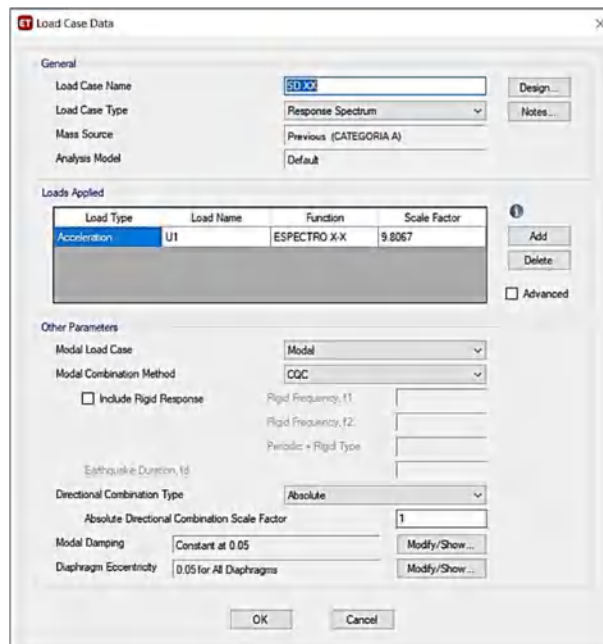 ET Load Case Data ×
General
Load Case Name SD XX Design...
Load Case Type Response Spectrum Notes...
Mass Source Previous (CATEGORIA A)
Analysis Model Default
Loads Applied
Load Type Load Name Function Scale Factor
Acceleration U1 ESPECTRO X-X 9.8067
Add
Delete
Advanced
Other Parameters
Modal Load Case Modal
Modal Combination Method CQC
Include Rigid Response Rigid Frequency, f1
Rigid Frequency, f2
Periodic + Rigid Type
Earthquake Duration, td
Directional Combination Type Absolute
Absolute Directional Combination Scale Factor 1
Modal Damping Constant at 0.05 Modify/Show...
Diaphragm Eccentricity 0.05 for All Diaphragms Modify/Show...
OK Cancel